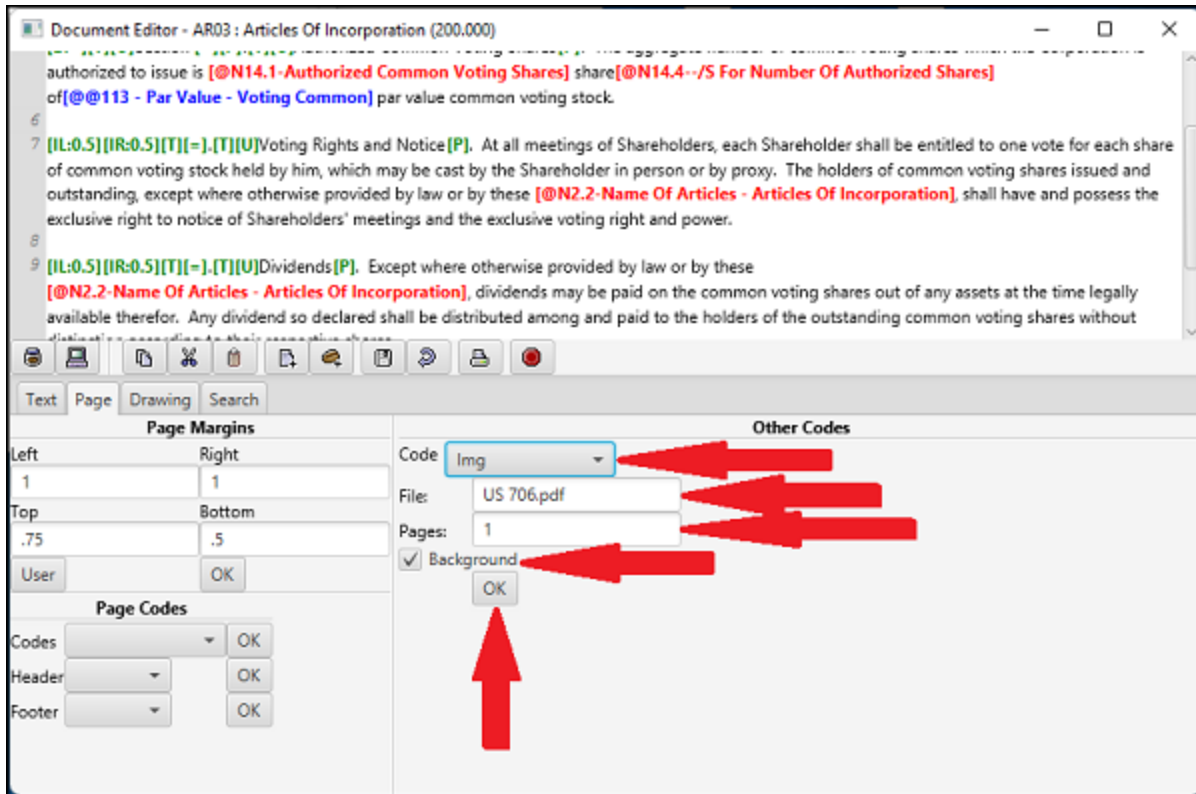 Document Editor - AR03 : Articles Of Incorporation (200.000)
authorized to issue is [@N14.1-Authorized Common Voting Shares] share[@N14.4--/S For Number Of Authorized Shares]
of[@@113 - Par Value - Voting Common] par value common voting stock.
6
7 [IL:0.5][IR:0.5][T][=].[T][U]Voting Rights and Notice[P].  At all meetings of Shareholders, each Shareholder shall be entitled to one vote for each share
of common voting stock held by him, which may be cast by the Shareholder in person or by proxy.  The holders of common voting shares issued and
outstanding, except where otherwise provided by law or by these [@N2.2-Name Of Articles - Articles Of Incorporation], shall have and possess the
exclusive right to notice of Shareholders' meetings and the exclusive voting right and power.
8
9 [IL:0.5][IR:0.5][T][=].[T][U]Dividends[P].  Except where otherwise provided by law or by these
[@N2.2-Name Of Articles - Articles Of Incorporation], dividends may be paid on the common voting shares out of any assets at the time legally
available therefor.  Any dividend so declared shall be distributed among and paid to the holders of the outstanding common voting shares without
Text Page Drawing Search
Page Margins
Left Right
1 1
Top Bottom
.75 .5
User OK
Page Codes
Codes OK
Header OK
Footer OK
Other Codes
Code Img
File: US 706.pdf
Pages: 1
Background
OK